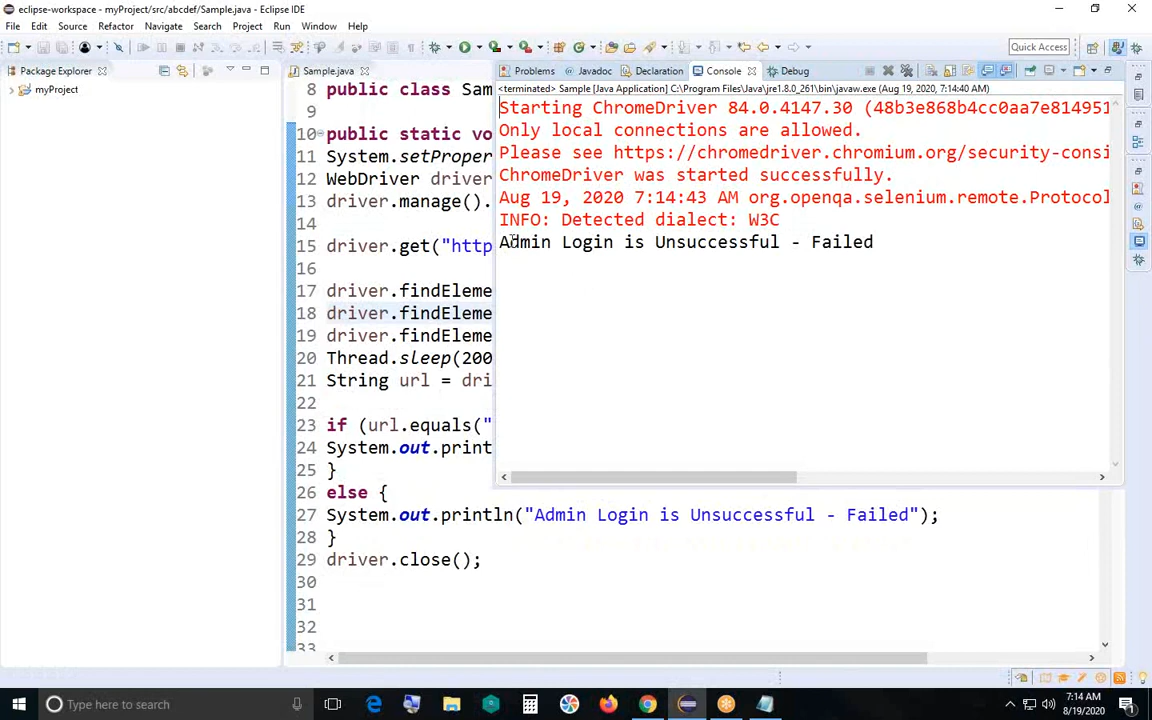 eclipse-workspace - myProject/src/abcdef/Sample.java - Eclipse IDE
File Edit Source Refactor Navigate Search Project Run Window Help
Quick Access
Package Explorer
myProject
Sample.java
Problems Javadoc Declaration Console Debug
<terminated> Sample [Java Application] C:\Program Files\Java\jre1.8.0_261\bin\javaw.exe (Aug 19, 2020, 7:14:40 AM)
Starting ChromeDriver 84.0.4147.30 (48b3e868b4cc0aa7e814951
Only local connections are allowed.
Please see https://chromedriver.chromium.org/security-consi
ChromeDriver was started successfully.
Aug 19, 2020 7:14:43 AM org.openqa.selenium.remote.Protocol
INFO: Detected dialect: W3C
Admin Login is Unsuccessful - Failed
8 public class Sam
9
10 public static vo
11 System.setProper
12 WebDriver driver
13 driver.manage().
14
15 driver.get("http
16
17 driver.findEleme
18 driver.findEleme
19 driver.findEleme
20 Thread.sleep(200
21 String url = dri
22
23 if (url.equals("
24 System.out.print
25 }
26 else {
27 System.out.println("Admin Login is Unsuccessful - Failed");
28 }
29 driver.close();
30
31
32
33
Type here to search
7:14 AM
8/19/2020
1